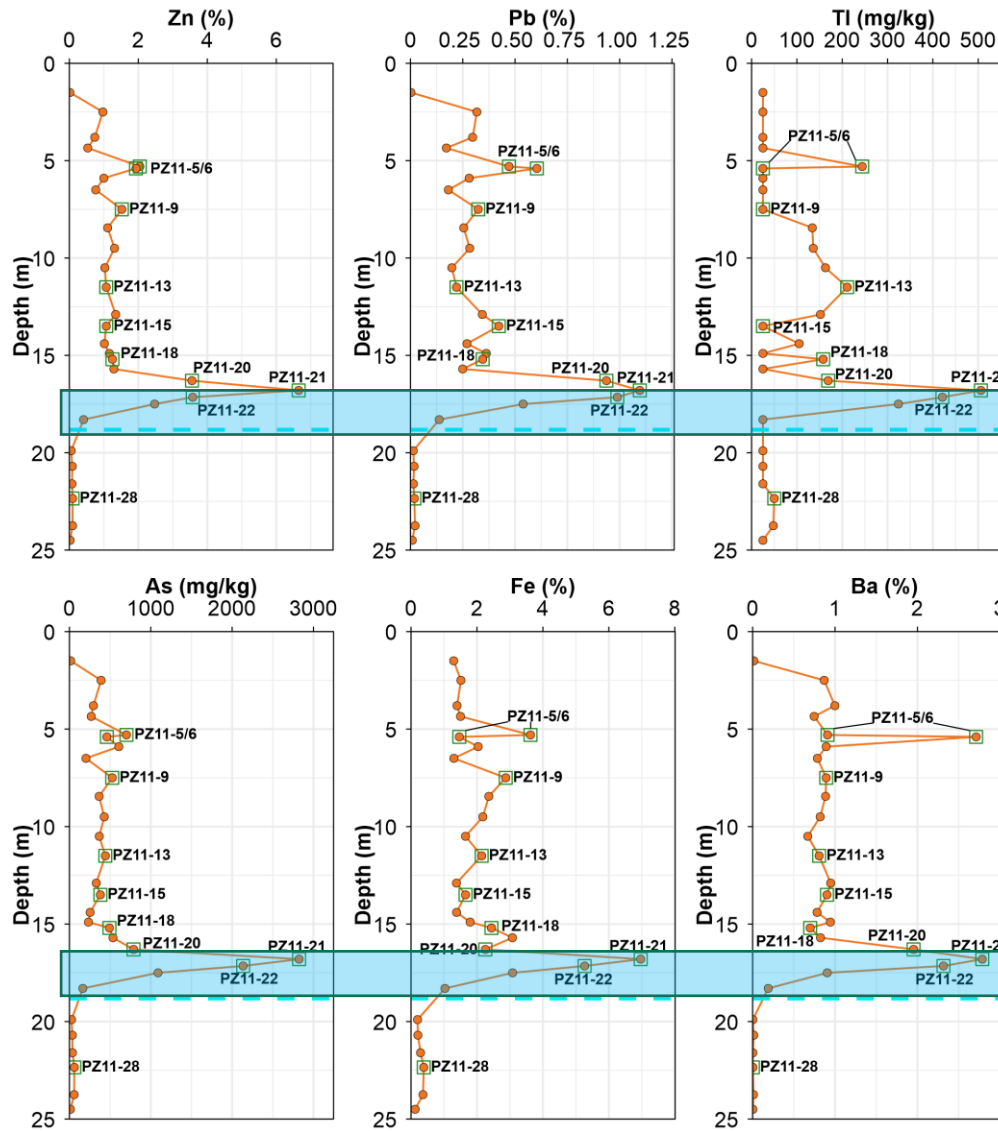 Zn (%)
Pb (%)
Tl (mg/kg)
0 2 4 6
0 0.25 0.50 0.75 1.00 1.25
0 100 200 300 400 500
Depth (m)
0
5
10
15
20
25
PZ11-5/6
PZ11-9
PZ11-13
PZ11-15
PZ11-18
PZ11-20
PZ11-21
PZ11-22
PZ11-28
Depth (m)
0
5
10
15
20
25
PZ11-5/6
PZ11-9
PZ11-13
PZ11-15
PZ11-18
PZ11-20
PZ11-21
PZ11-22
PZ11-28
Depth (m)
0
5
10
15
20
25
PZ11-5/6
PZ11-9
PZ11-13
PZ11-15
PZ11-18
PZ11-20
PZ11-2
PZ11-22
PZ11-28
As (mg/kg)
Fe (%)
Ba (%)
0 1000 2000 3000
0 2 4 6 8
0 1 2 3
Depth (m)
0
5
10
15
20
25
PZ11-5/6
PZ11-9
PZ11-13
PZ11-15
PZ11-18
PZ11-20
PZ11-21
PZ11-22
PZ11-28
Depth (m)
0
5
10
15
20
25
PZ11-5/6
PZ11-9
PZ11-13
PZ11-15
PZ11-18
PZ11-20
PZ11-21
PZ11-22
PZ11-28
Depth (m)
0
5
10
15
20
25
PZ11-5/6
PZ11-9
PZ11-13
PZ11-15
PZ11-18
PZ11-20
PZ11-2
PZ11-22
PZ11-28